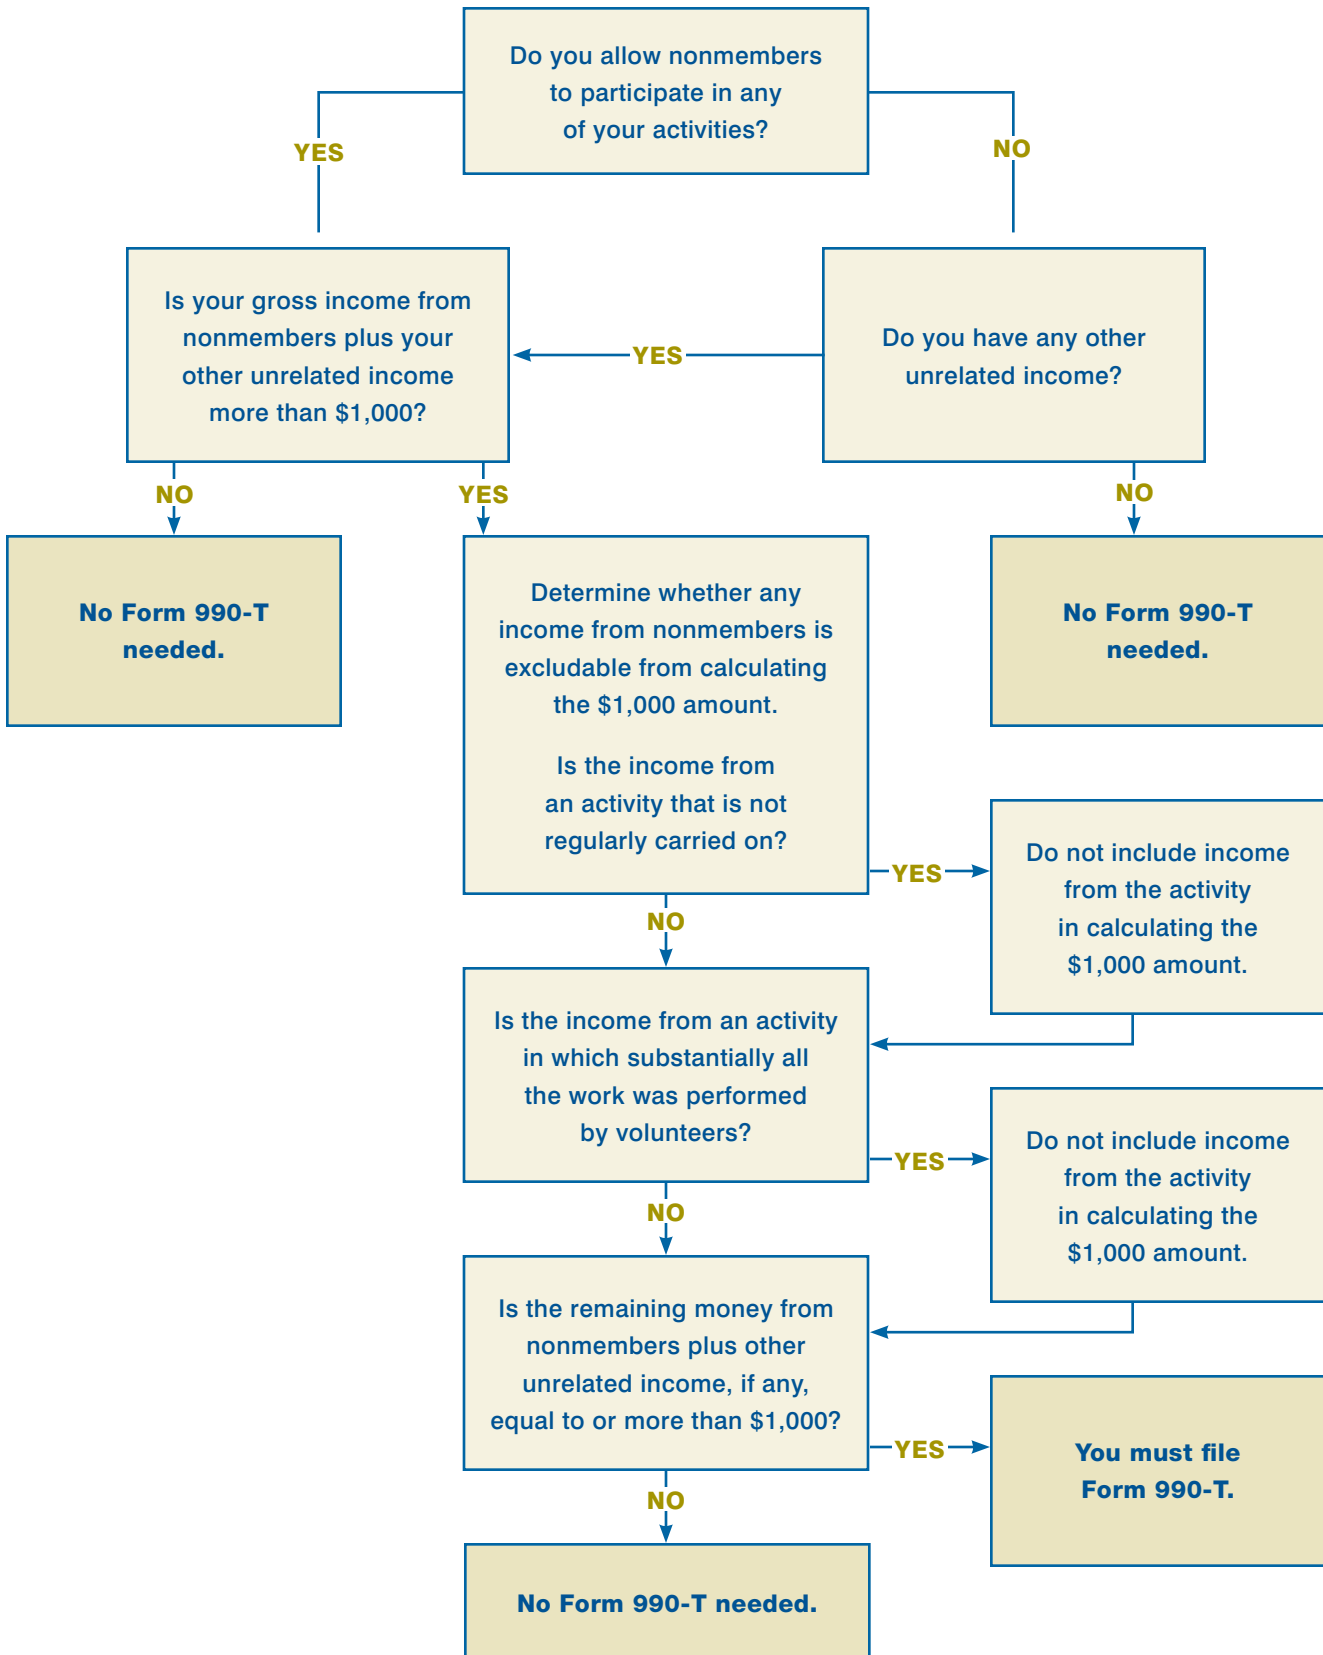 Do you allow nonmembers
to participate in any
of your activities?
YES
NO
Is your gross income from
nonmembers plus your
other unrelated income
more than $1,000?
YES
Do you have any other
unrelated income?
NO
YES
NO
No Form 990-T
needed.
Determine whether any
income from nonmembers is
excludable from calculating
the $1,000 amount.
Is the income from
an activity that is not
regularly carried on?
No Form 990-T
needed.
YES
Do not include income
from the activity
in calculating the
$1,000 amount.
NO
Is the income from an activity
in which substantially all
the work was performed
by volunteers?
YES
Do not include income
from the activity
in calculating the
$1,000 amount.
NO
Is the remaining money from
nonmembers plus other
unrelated income, if any,
equal to or more than $1,000?
YES
You must file
Form 990-T.
NO
No Form 990-T needed.